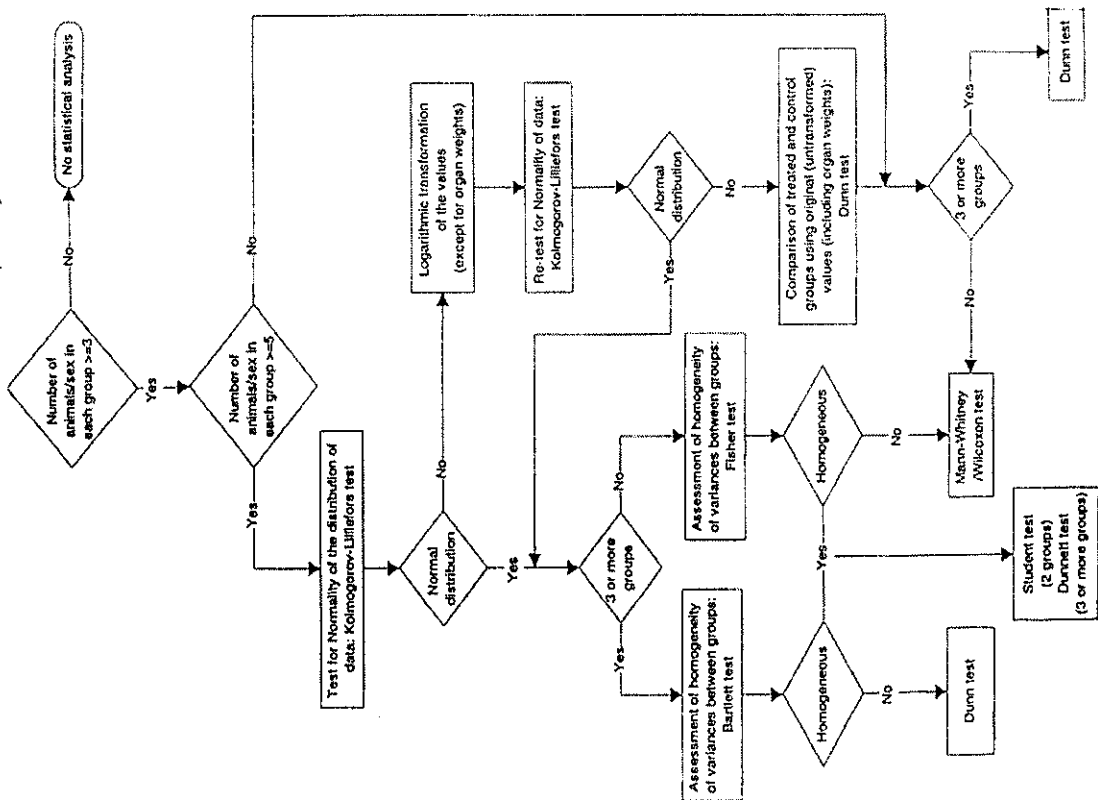 No statistical analysis
No
Number of
animals/sex in
each group >=3
Yes
No
Number of
animals/sex in
each group >=5
Yes
Test for Normality of the distribution of
data: Kolmogorov-Lilliefors test
Normal
distribution
No
Logarithmic transformation
of the values
(except for organ weights)
Re-test for Normality of data:
Kolmogorov-Lilliefors test
Normal
distribution
Yes
No
Comparison of treated and control
groups using original (untransformed)
values (including organ weights):
Dunn test
Yes
3 or more
groups
Yes
No
Assessment of homogeneity
of variances between groups:
Bartlett test
Assessment of homogeneity
of variances between groups:
Fisher test
Homogeneous
Yes
Homogeneous
No
No
Dunn test
Student test
(2 groups)
Dunnett test
(3 or more groups)
Mann-Whitney
/Wilcoxon test
3 or more
groups
No
Yes
Dunn test